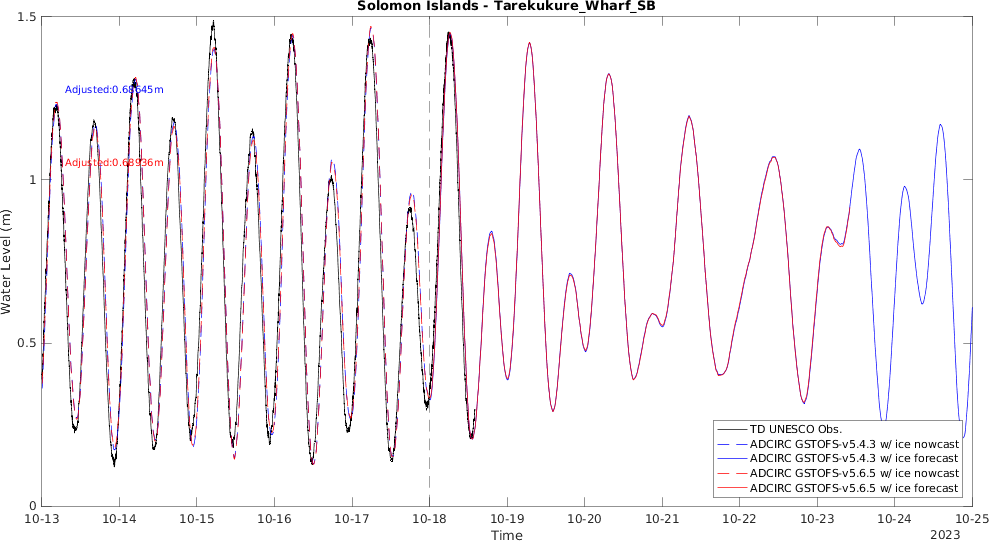 Solomon Islands - Tarekukure_Wharf_SB
1.5
Adjusted:0.68645m
Adjusted:0.68936m
1
Water Level (m)
0.5
TD UNESCO Obs.
ADCIRC GSTOFS-v5.4.3 w/ ice nowcast
ADCIRC GSTOFS-v5.4.3 w/ ice forecast
ADCIRC GSTOFS-v5.6.5 w/ ice nowcast
ADCIRC GSTOFS-v5.6.5 w/ ice forecast
0
10-13 10-14 10-15 10-16 10-17 10-18 10-19 10-20 10-21 10-22 10-23 10-24 10-25
Time
2023